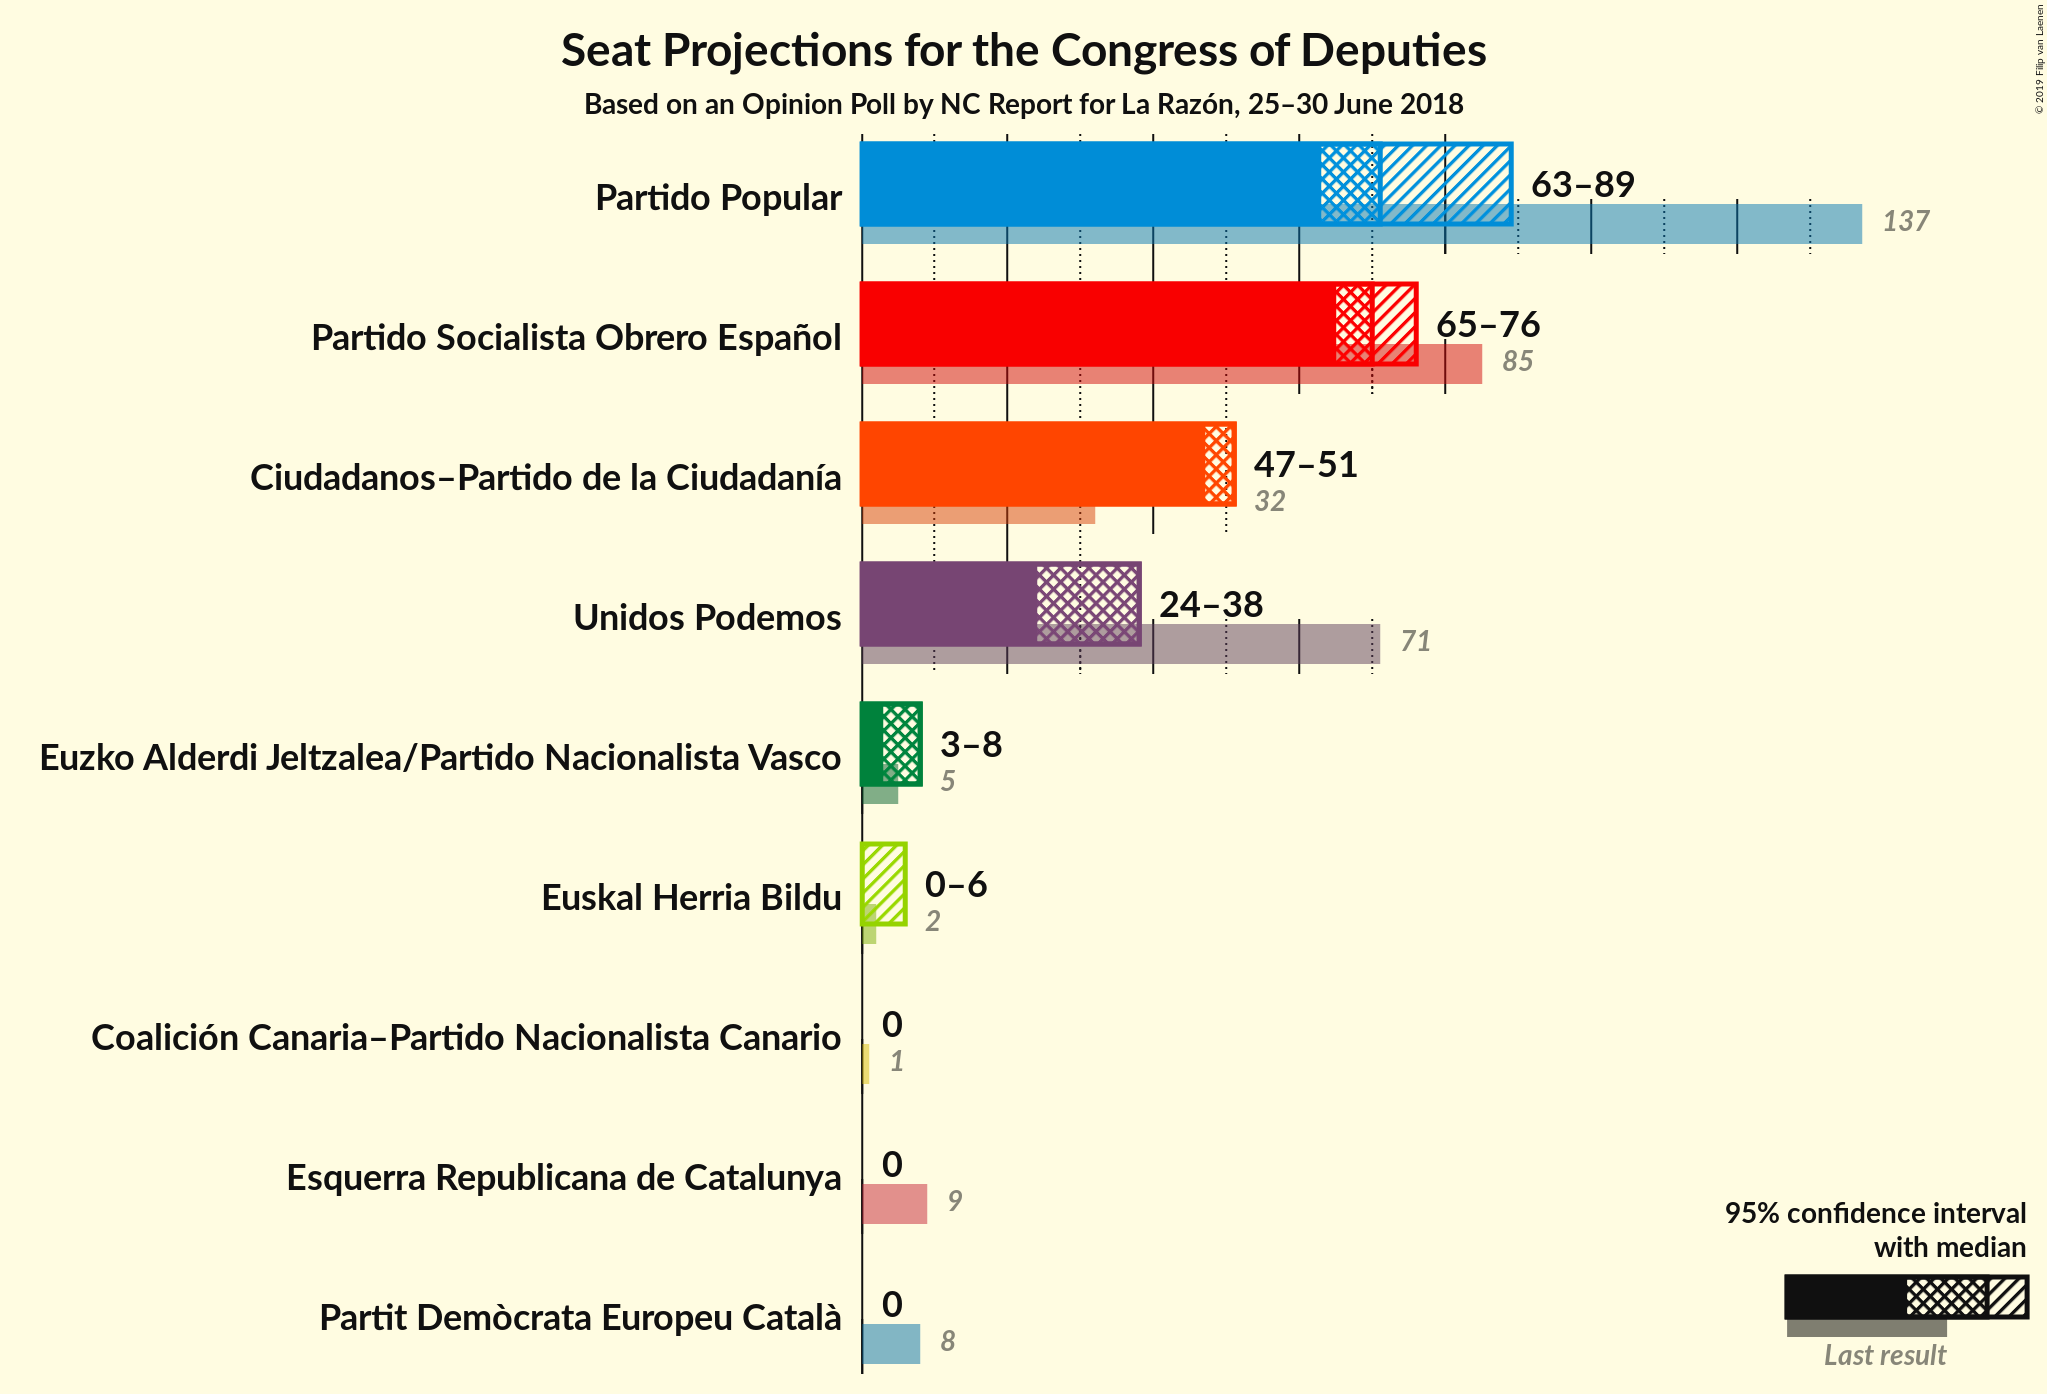 Seat Projections for the Congress of Deputies
Based on an Opinion Poll by NC Report for La Razón, 25–30 June 2018
© 2019 Filip van Laenen
Partido Popular
63–89
137
Partido Socialista Obrero Español
65–76
85
Ciudadanos–Partido de la Ciudadanía
47–51
32
Unidos Podemos
24–38
71
Euzko Alderdi Jeltzalea/Partido Nacionalista Vasco
3–8
5
Euskal Herria Bildu
0–6
2
Coalición Canaria–Partido Nacionalista Canario
0
1
Esquerra Republicana de Catalunya
0
9
Partit Demòcrata Europeu Català
0
8
95% confidence interval
with median
Last result